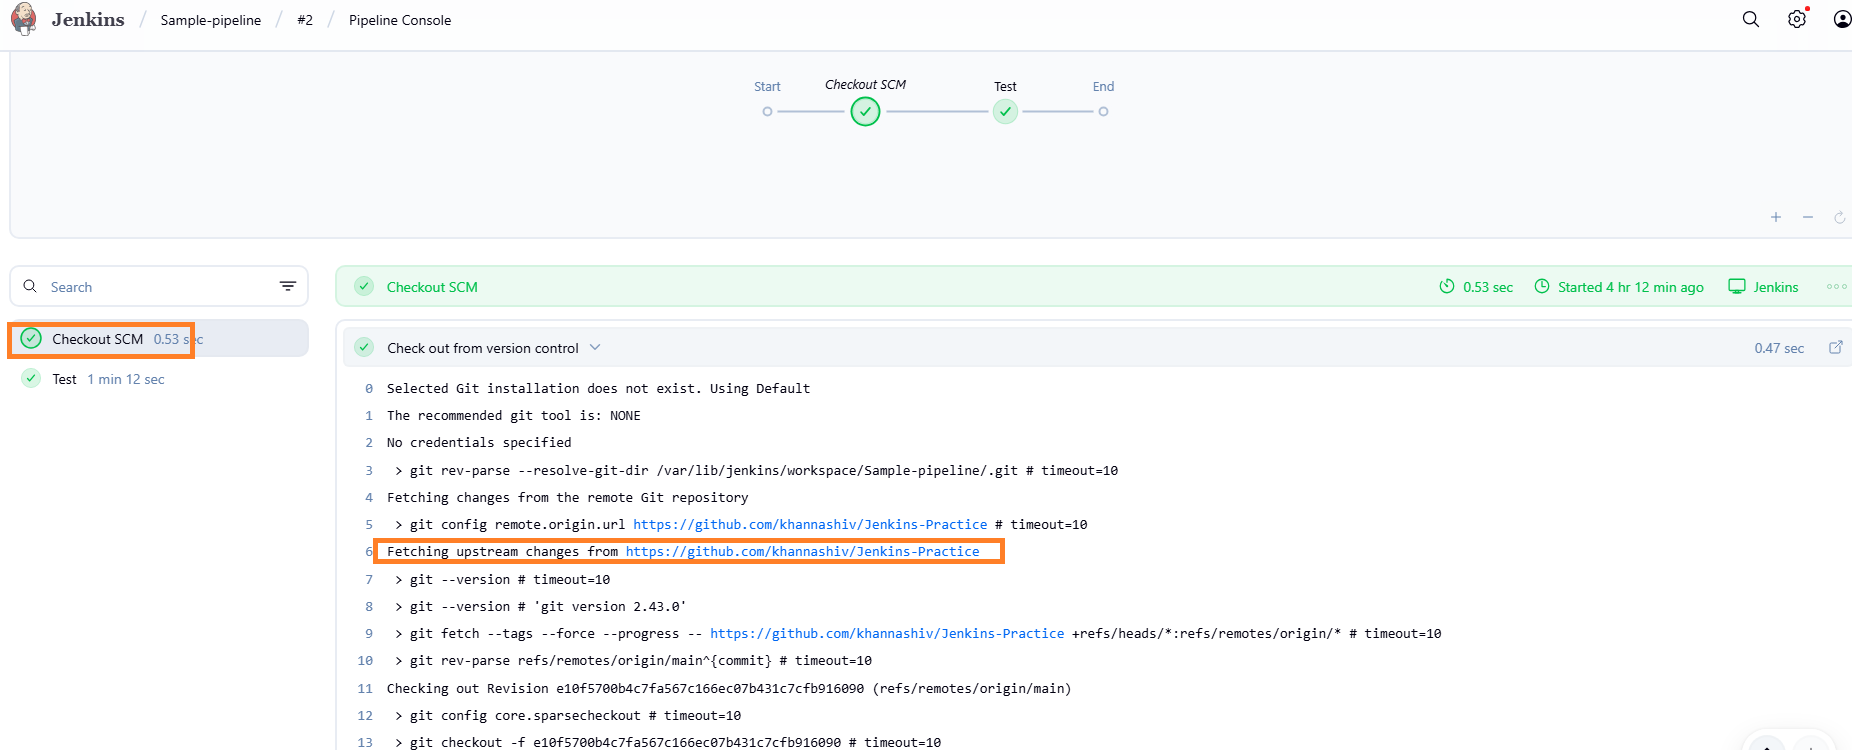 Jenkins / Sample-pipeline / #2 / Pipeline Console
Start
Checkout SCM
Test
End
Search
Checkout SCM 0.53 sec
Test 1 min 12 sec
Checkout SCM
0.53 sec
Started 4 hr 12 min ago
Jenkins
Check out from version control
0.47 sec
0 Selected Git installation does not exist. Using Default
1 The recommended git tool is: NONE
2 No credentials specified
3 > git rev-parse --resolve-git-dir /var/lib/jenkins/workspace/Sample-pipeline/.git # timeout=10
4 Fetching changes from the remote Git repository
5 > git config remote.origin.url https://github.com/khannashiv/Jenkins-Practice # timeout=10
6 Fetching upstream changes from https://github.com/khannashiv/Jenkins-Practice
7 > git --version # timeout=10
8 > git --version # 'git version 2.43.0'
9 > git fetch --tags --force --progress -- https://github.com/khannashiv/Jenkins-Practice +refs/heads/*:refs/remotes/origin/* # timeout=10
10 > git rev-parse refs/remotes/origin/main^{commit} # timeout=10
11 Checking out Revision e10f5700b4c7fa567c166ec07b431c7cfb916090 (refs/remotes/origin/main)
12 > git config core.sparsecheckout # timeout=10
13 > git checkout -f e10f5700b4c7fa567c166ec07b431c7cfb916090 # timeout=10